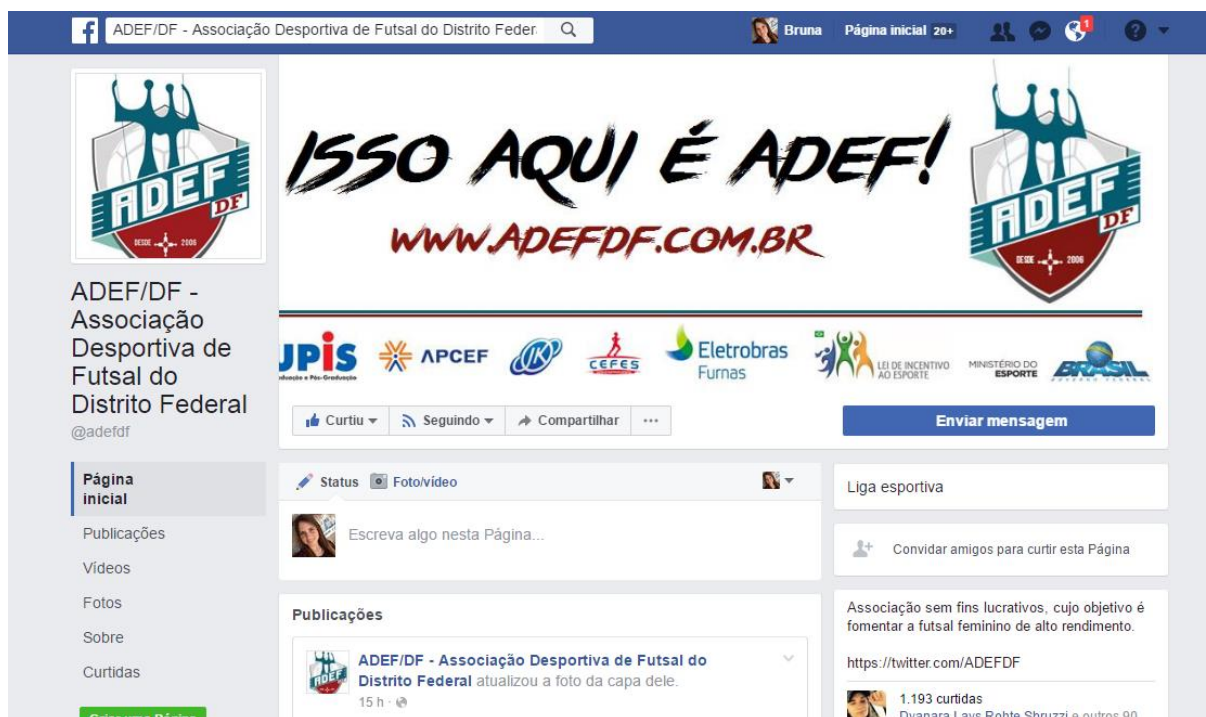 ADEF/DF - Associação Desportiva de Futsal do Distrito Feder
Bruna
Página inicial 20+
1
?
ADEF
DF
DESDE 2006
ISSO AQUI É ADEF!
WWW.ADEFDF.COM.BR
ADEF
DF
DESDE 2006
ADEF/DF -
Associação
Desportiva de
Futsal do
Distrito Federal
@adefdf
UPIS
APCEF
JK
CEFES
Eletrobras
Furnas
LEI DE INCENTIVO
AO ESPORTE
MINISTÉRIO DO
ESPORTE
BRASIL
GOVERNO FEDERAL
Curtiu
Seguindo
Compartilhar
...
Enviar mensagem
Página
inicial
Publicações
Vídeos
Fotos
Sobre
Curtidas
Status
Foto/vídeo
Escreva algo nesta Página...
Publicações
ADEF/DF - Associação Desportiva de Futsal do
Distrito Federal atualizou a foto da capa dele.
15 h ·
Liga esportiva
Convidar amigos para curtir esta Página
Associação sem fins lucrativos, cujo objetivo é
fomentar a futsal feminino de alto rendimento.
https://twitter.com/ADEFDF
1.193 curtidas